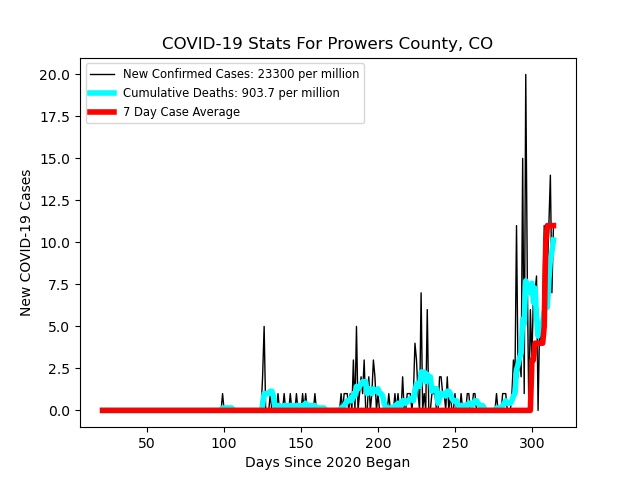 COVID-19 Stats For Prowers County, CO
New Confirmed Cases: 23300 per million
Cumulative Deaths: 903.7 per million
7 Day Case Average
20.0
17.5
15.0
12.5
10.0
7.5
5.0
2.5
0.0
New COVID-19 Cases
50 100 150 200 250 300
Days Since 2020 Began